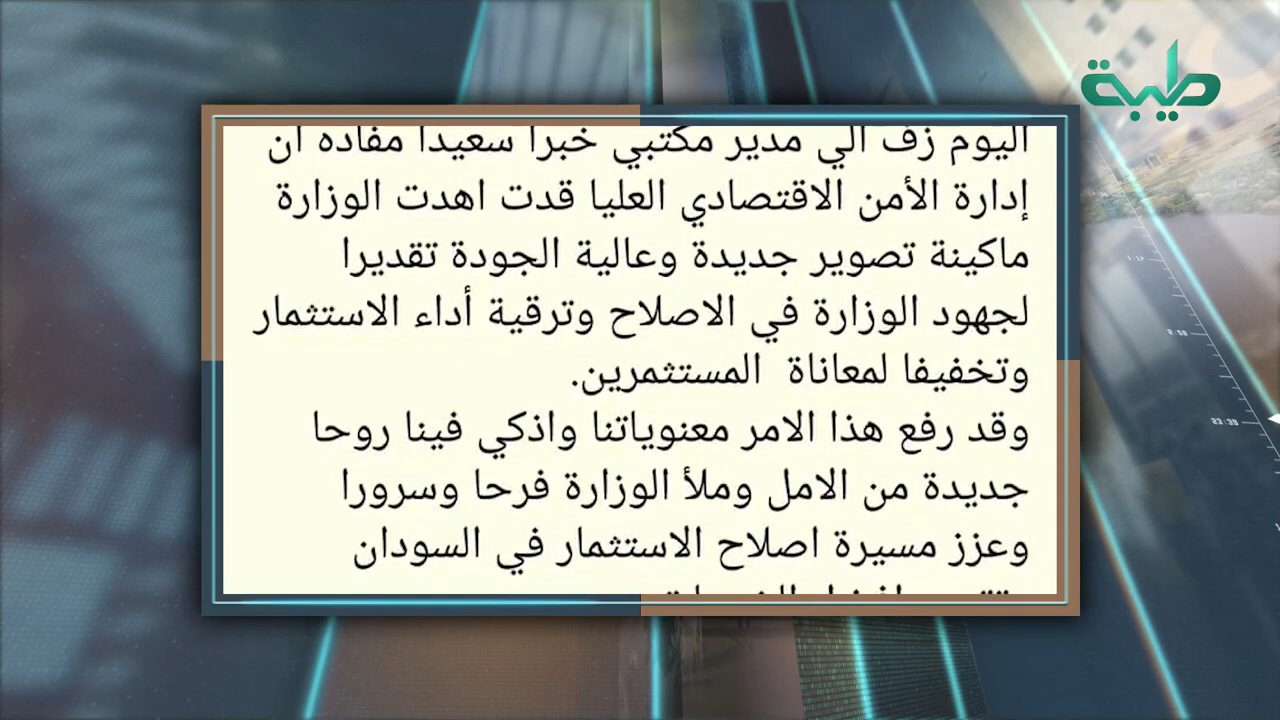 طيبة
اليوم زف الي مدير مكتبي خبرا سعيدا مفاده ان
إدارة الأمن الاقتصادي العليا قدت اهدت الوزارة
ماكينة تصوير جديدة وعالية الجودة تقديرا
لجهود الوزارة في الاصلاح وترقية أداء الاستثمار
وتخفيفا لمعاناة المستثمرين.
وقد رفع هذا الامر معنوياتنا واذكي فينا روحا
جديدة من الامل وملأ الوزارة فرحا وسرورا
وعزز مسيرة اصلاح الاستثمار في السودان